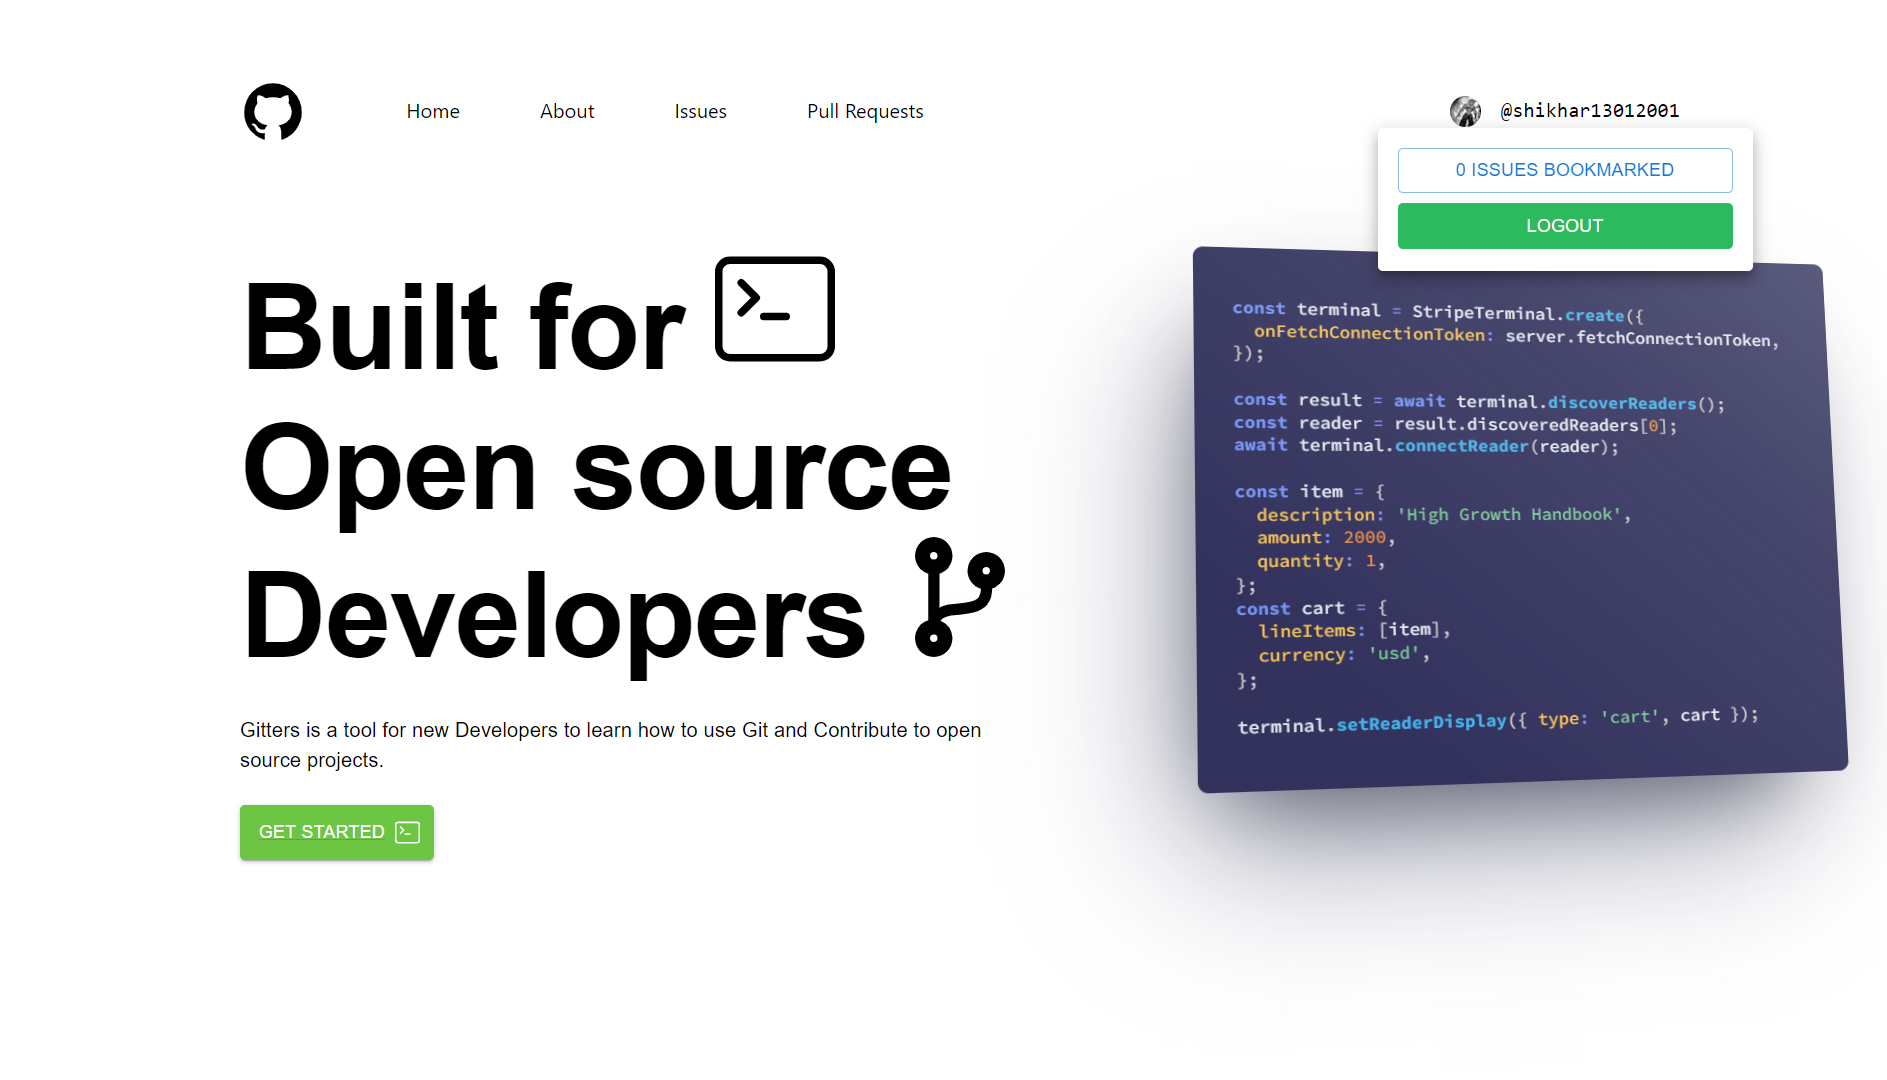 Home
About
Issues
Pull Requests
@shikhar13012001
0 ISSUES BOOKMARKED
LOGOUT
Built for
Open source
Developers
Gitters is a tool for new Developers to learn how to use Git and Contribute to open
source projects.
GET STARTED
const terminal = StripeTerminal.create({
  onFetchConnectionToken: server.fetchConnectionToken,
});
const result = await terminal.discoverReaders();
const reader = result.discoveredReaders[0];
await terminal.connectReader(reader);
const item = {
  description: 'High Growth Handbook',
  amount: 2000,
  quantity: 1,
};
const cart = {
  lineItems: [item],
  currency: 'usd',
};
terminal.setReaderDisplay({ type: 'cart', cart });